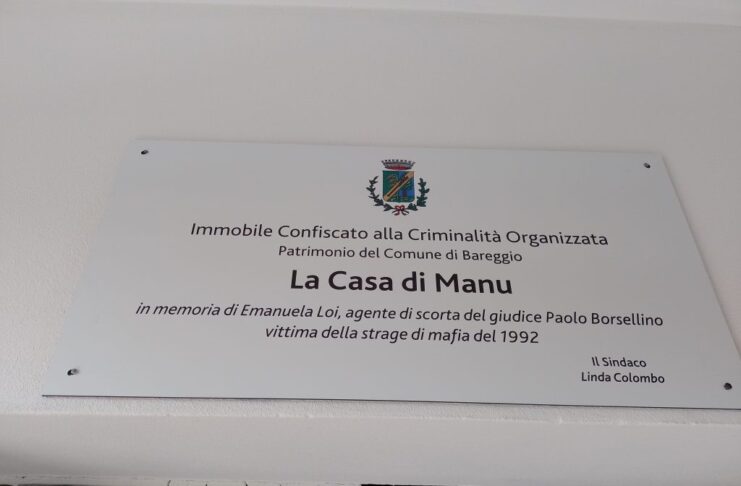 Immobile Confiscato alla Criminalità Organizzata
Patrimonio del Comune di Bareggio
La Casa di Manu
in memoria di Emanuela Loi, agente di scorta del giudice Paolo Borsellino
vittima della strage di mafia del 1992
Il Sindaco
Linda Colombo